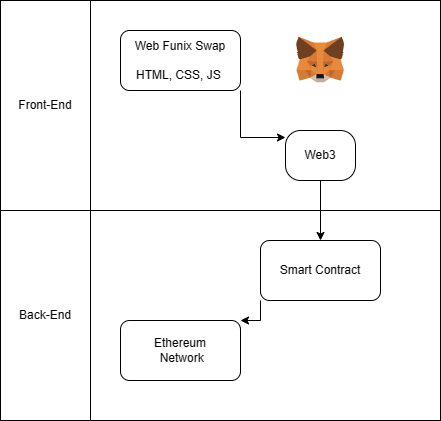 Web Funix Swap
HTML, CSS, JS
Front-End
Web3
Smart Contract
Back-End
Ethereum
Network